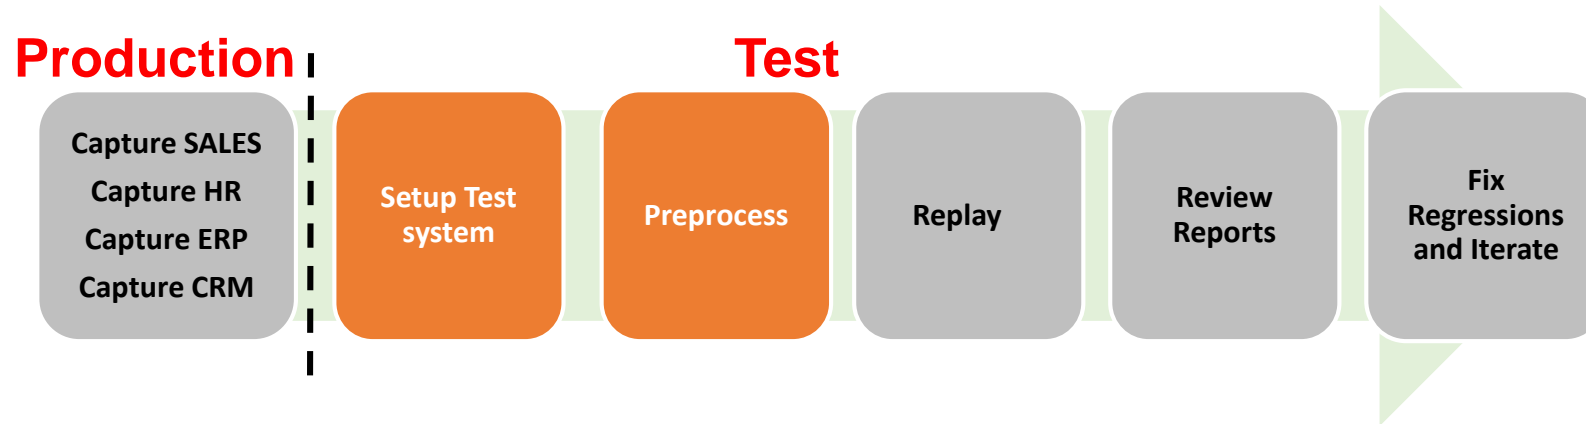 Production
Test
Capture SALES
Capture HR
Capture ERP
Capture CRM
Setup Test
system
Preprocess
Replay
Review
Reports
Fix
Regressions
and Iterate